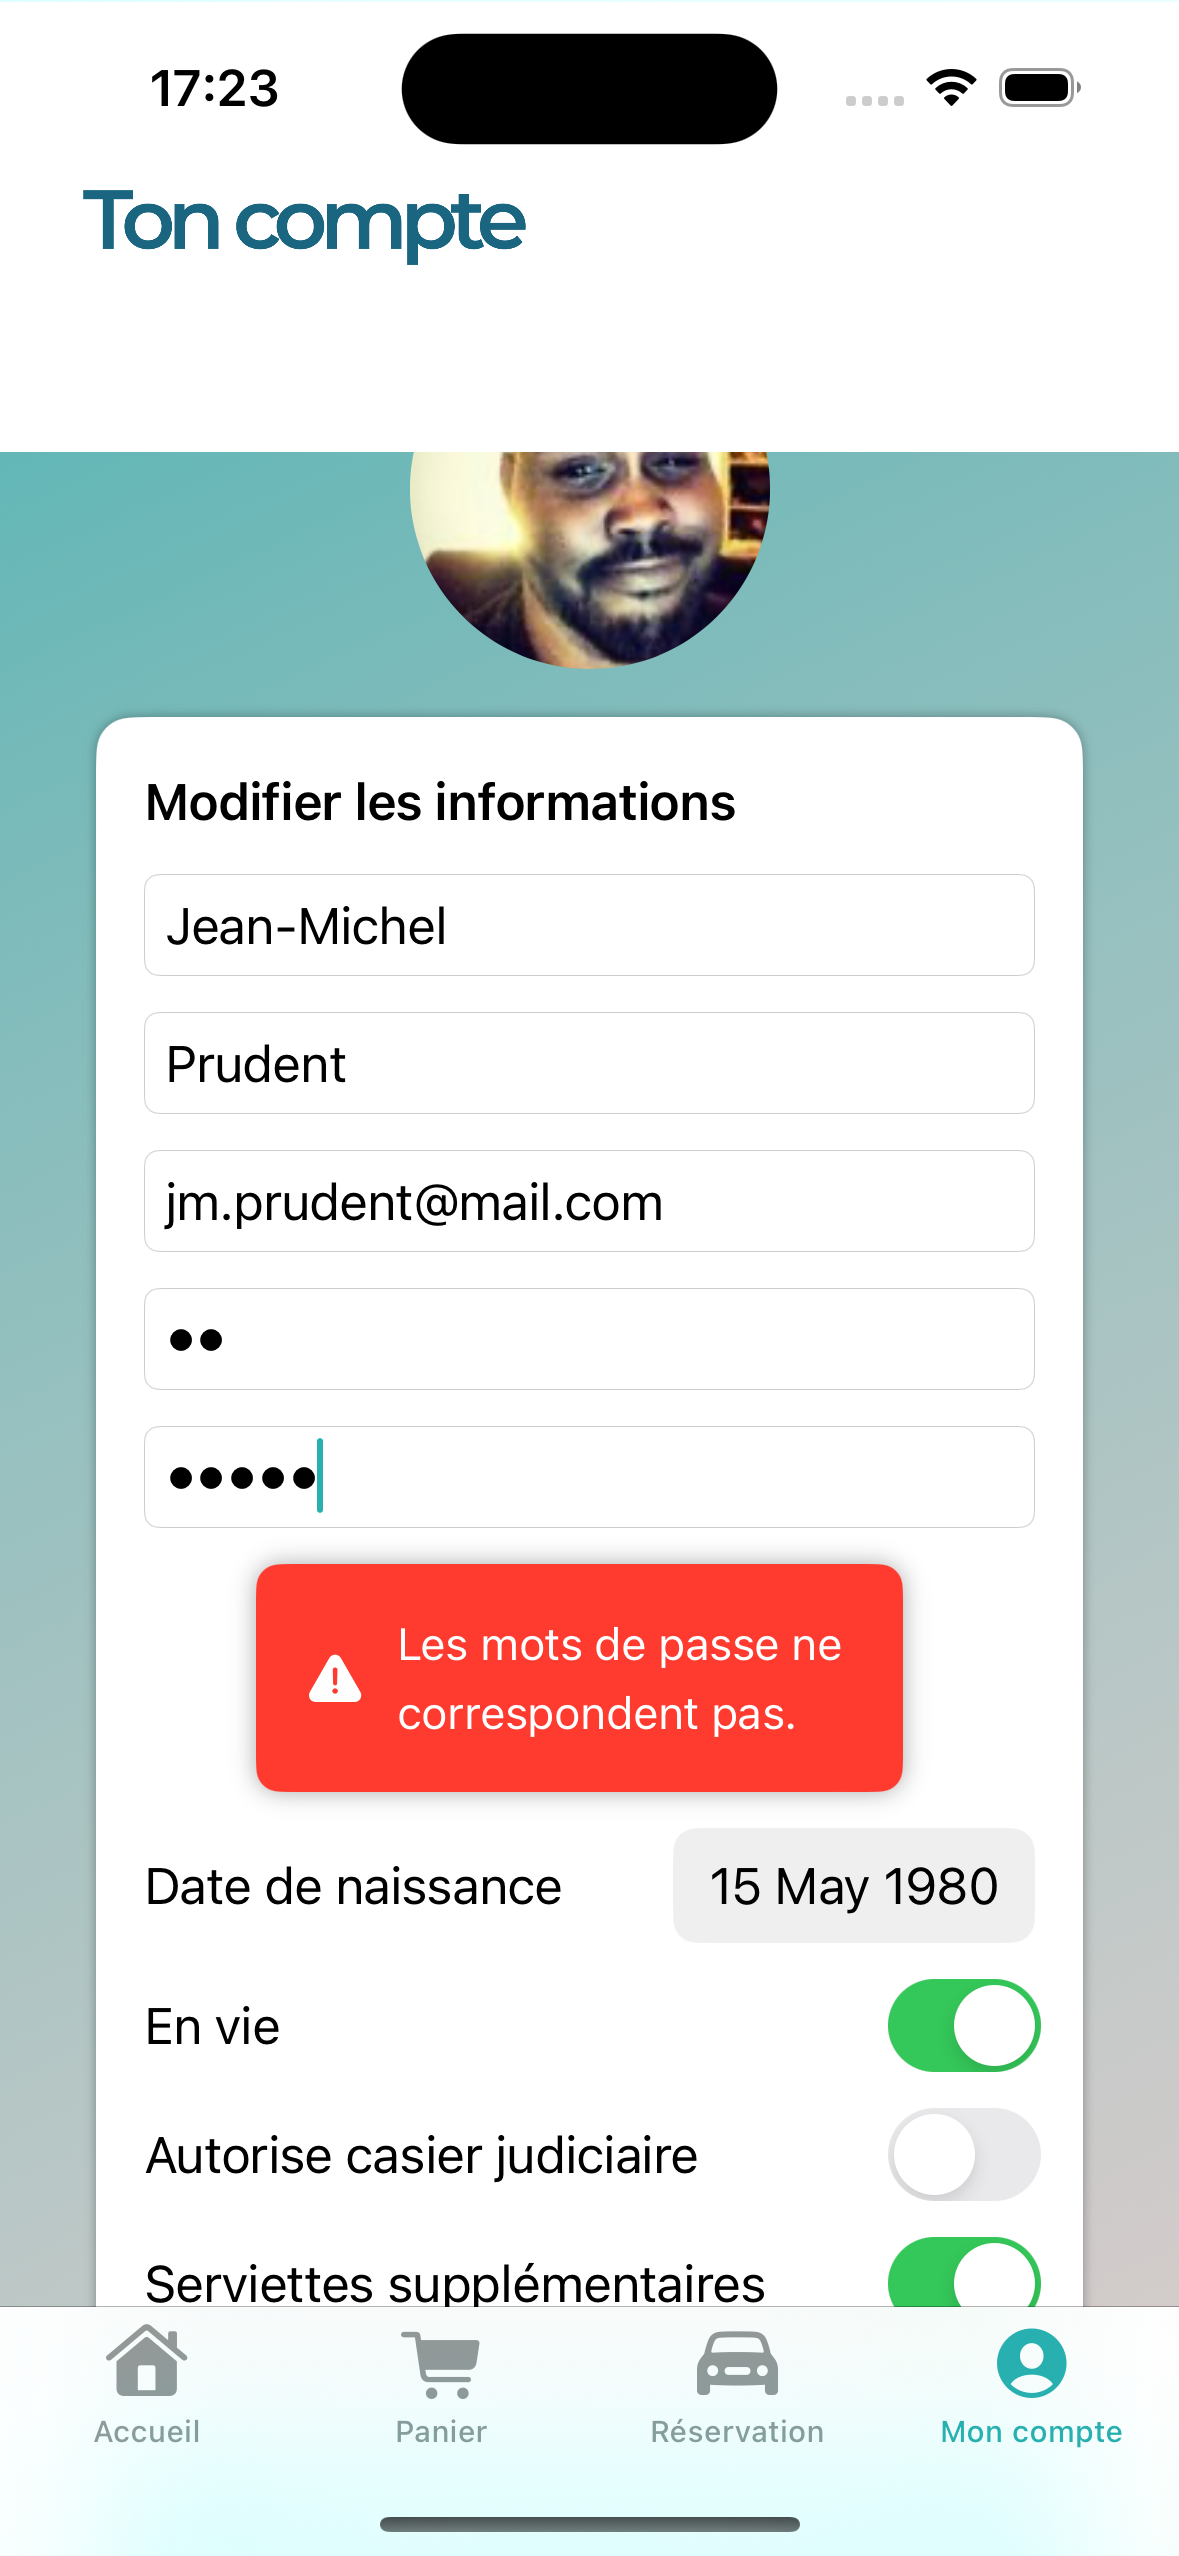 17:23
Ton compte
Modifier les informations
Jean-Michel
Prudent
jm.prudent@mail.com
••
•••••
Les mots de passe ne
correspondent pas.
Date de naissance 15 May 1980
En vie
Autorise casier judiciaire
Serviettes supplémentaires
Accueil Panier Réservation Mon compte